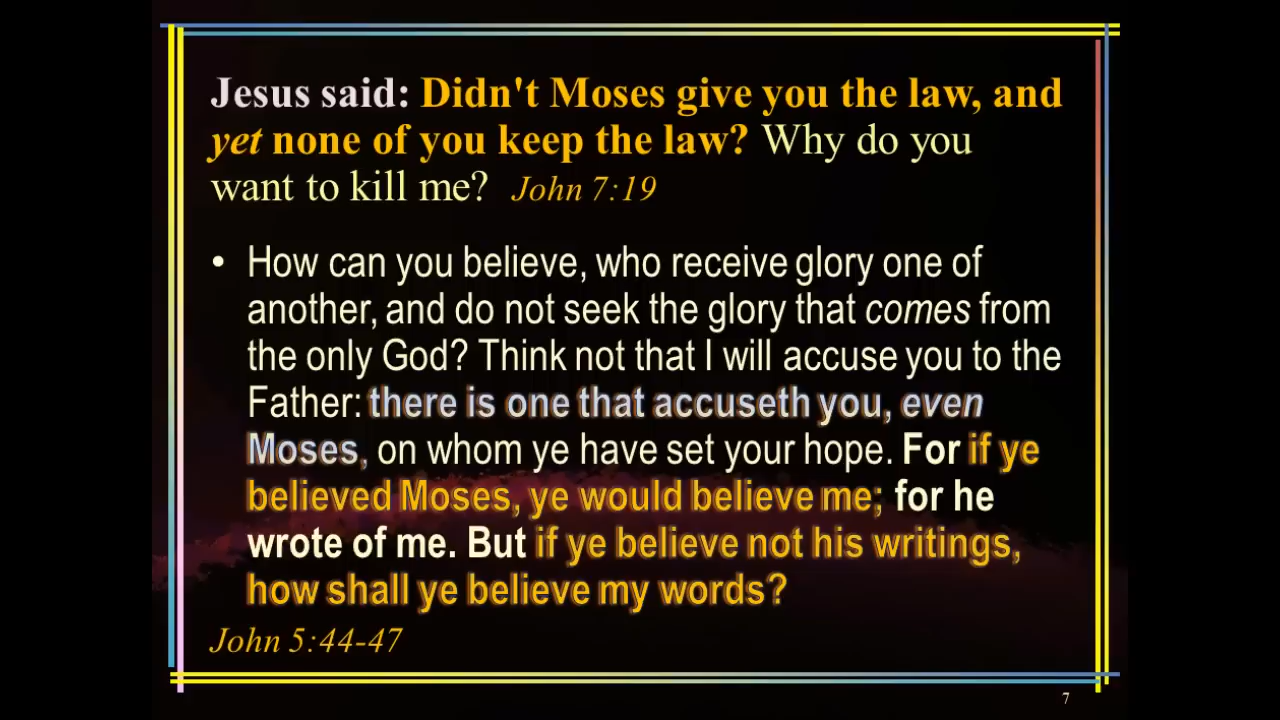 Jesus said: Didn't Moses give you the law, and
yet none of you keep the law? Why do you
want to kill me? John 7:19
• How can you believe, who receive glory one of
another, and do not seek the glory that comes from
the only God? Think not that I will accuse you to the
Father: there is one that accuseth you, even
Moses, on whom ye have set your hope. For if ye
believed Moses, ye would believe me; for he
wrote of me. But if ye believe not his writings,
how shall ye believe my words?
John 5:44-47
7